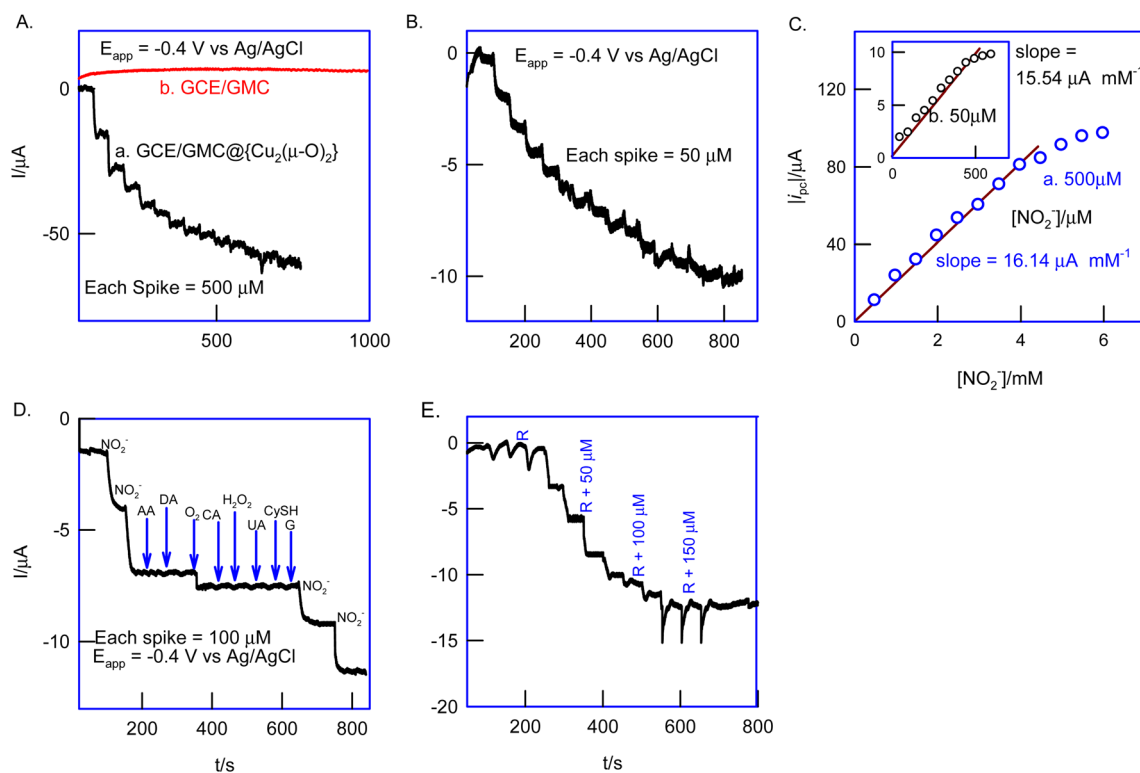 A.
E_app = -0.4 V vs Ag/AgCl
b. GCE/GMC
a. GCE/GMC@{Cu₂(μ-O)₂}
Each Spike = 500 μM
I/μA
0
-50
500
1000
B.
E_app = -0.4 V vs Ag/AgCl
Each spike = 50 μM
0
-5
-10
200
400
600
800
C.
slope =
15.54 μA mM⁻¹
b. 50μM
10
5
0
0
500
[NO₂⁻]/μM
a. 500μM
slope = 16.14 μA mM⁻¹
|i_pc|/μA
120
80
40
0
0
2
4
6
[NO₂⁻]/mM
D.
NO₂⁻
NO₂⁻
AA
DA
O₂
CA
H₂O₂
UA
CySH
G
NO₂⁻
NO₂⁻
Each spike = 100 μM
E_app = -0.4 V vs Ag/AgCl
I/μA
0
-5
-10
200
400
600
800
t/s
E.
R
R + 50 μM
R + 100 μM
R + 150 μM
0
-5
-10
-15
-20
200
400
600
800
t/s